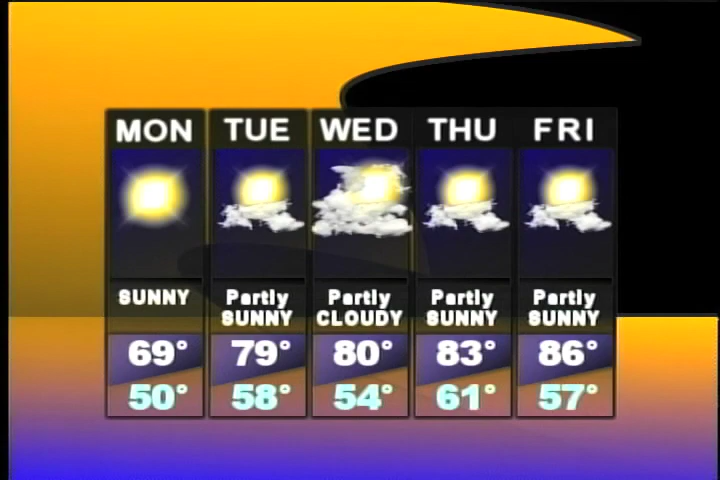 MON TUE WED THU FRI
SUNNY Partly SUNNY Partly CLOUDY Partly SUNNY Partly SUNNY
69° 79° 80° 83° 86°
50° 58° 54° 61° 57°